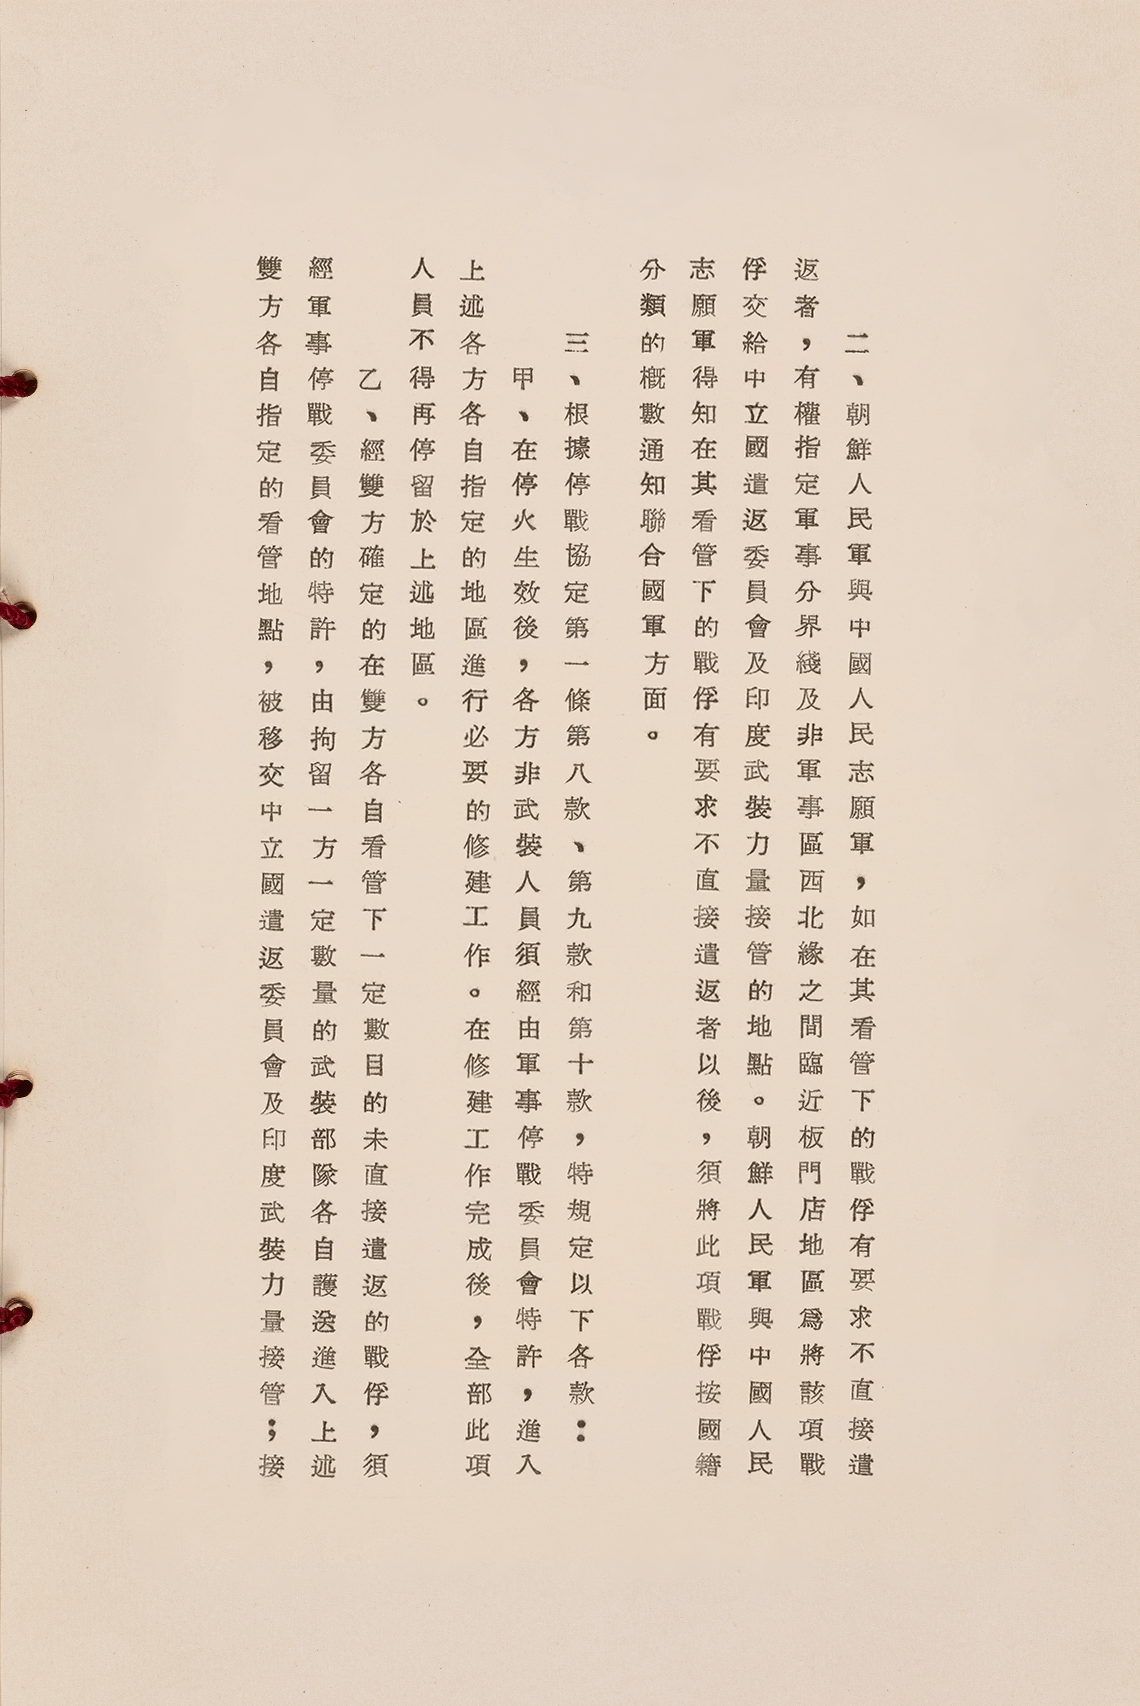 二、朝鮮人民軍與中國人民志願軍，如在其看管下的戰俘有要求不直接遣
返者，有權指定軍事分界綫及非軍事區西北緣之間臨近板門店地區爲將該項戰
俘交給中立國遣返委員會及印度武裝力量接管的地點。朝鮮人民軍與中國人民
志願軍得知在其看管下的戰俘有要求不直接遣返者以後，須將此項戰俘按國籍
分類的概數通知聯合國軍方面。
三、根據停戰協定第一條第八款、第九款和第十款，特規定以下各款：
甲、在停火生效後，各方非武裝人員須經由軍事停戰委員會特許，進入
上述各方各自指定的地區進行必要的修建工作。在修建工作完成後，全部此項
人員不得再停留於上述地區。
乙、經雙方確定的在雙方各自看管下一定數目的未直接遣返的戰俘，須
經軍事停戰委員會的特許，由拘留一方一定數量的武裝部隊各自護送進入上述
雙方各自指定的看管地點，被移交中立國遣返委員會及印度武裝力量接管；接